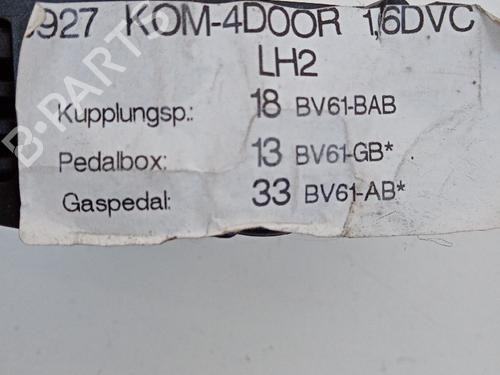 927 KOM-4DOOR 1,6DVC
LH2
Kupplungsp.: 18 BV61-BAB
Pedalbox: 13 BV61-GB*
Gaspedal: 33 BV61-AB*
B-PARTS